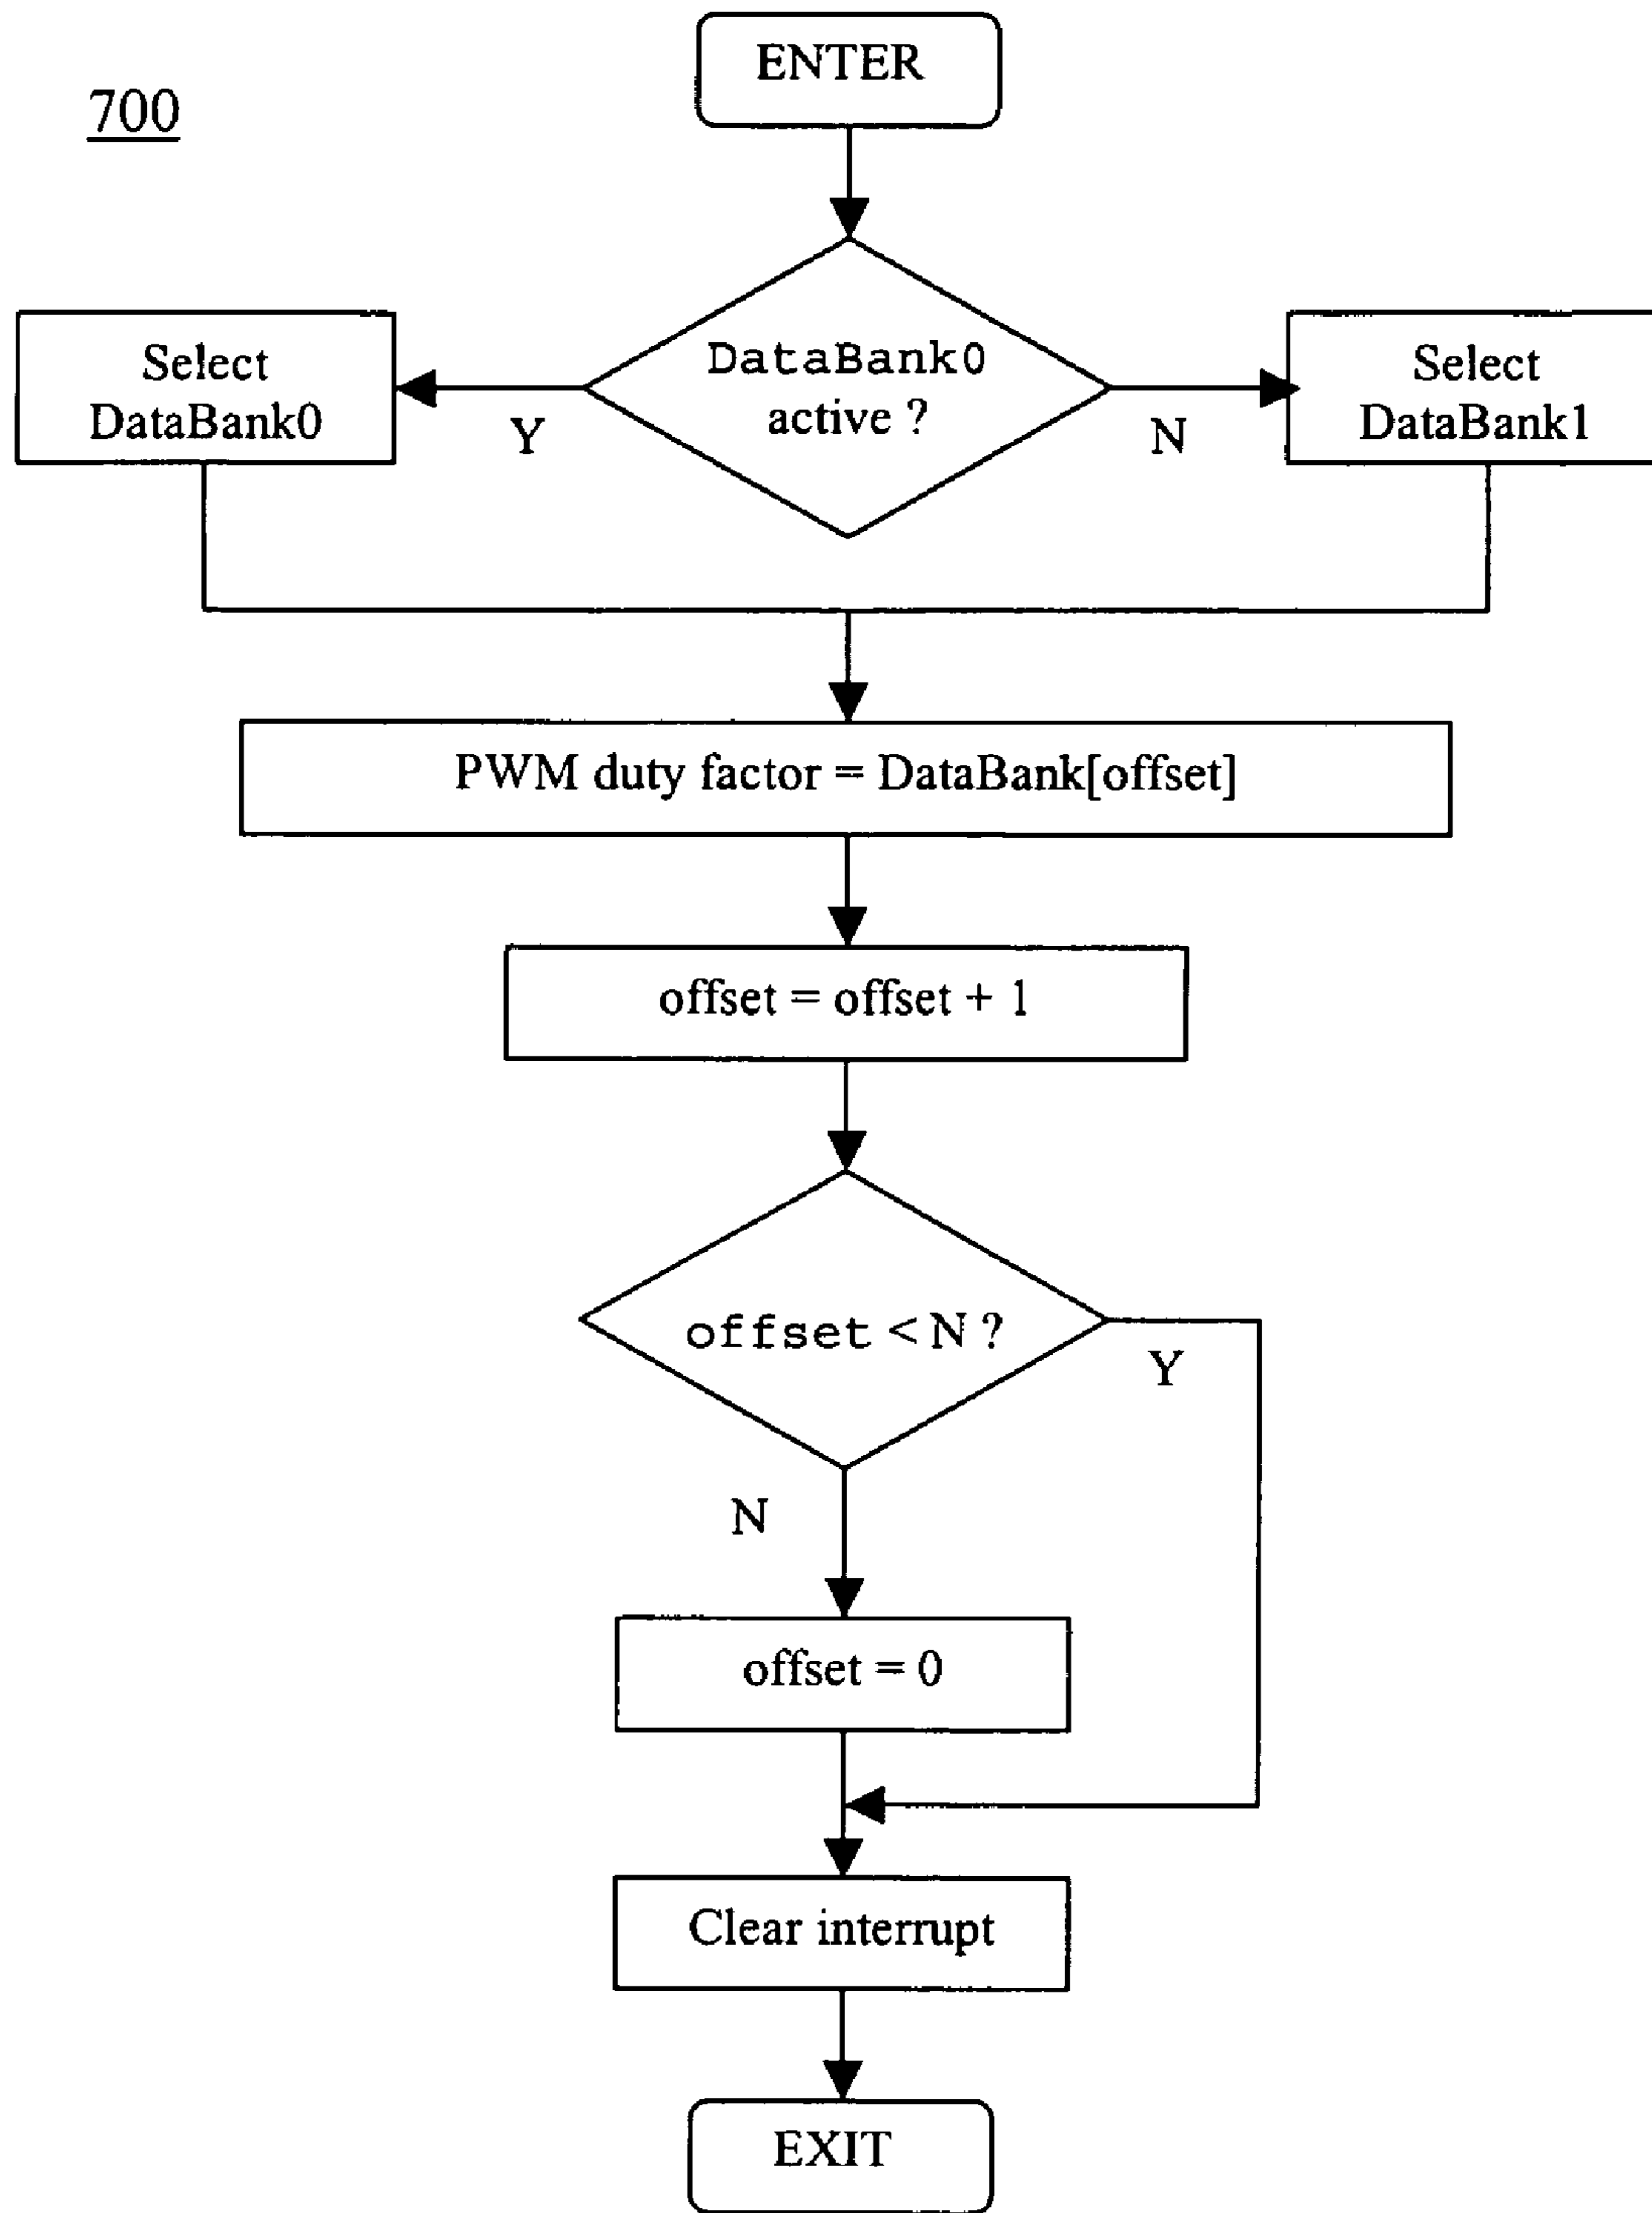 ENTER
700
Select
DataBank0
DataBank0
active ?
Select
DataBank1
Y
N
PWM duty factor = DataBank[offset]
offset = offset + 1
offset < N ?
Y
N
offset = 0
Clear interrupt
EXIT